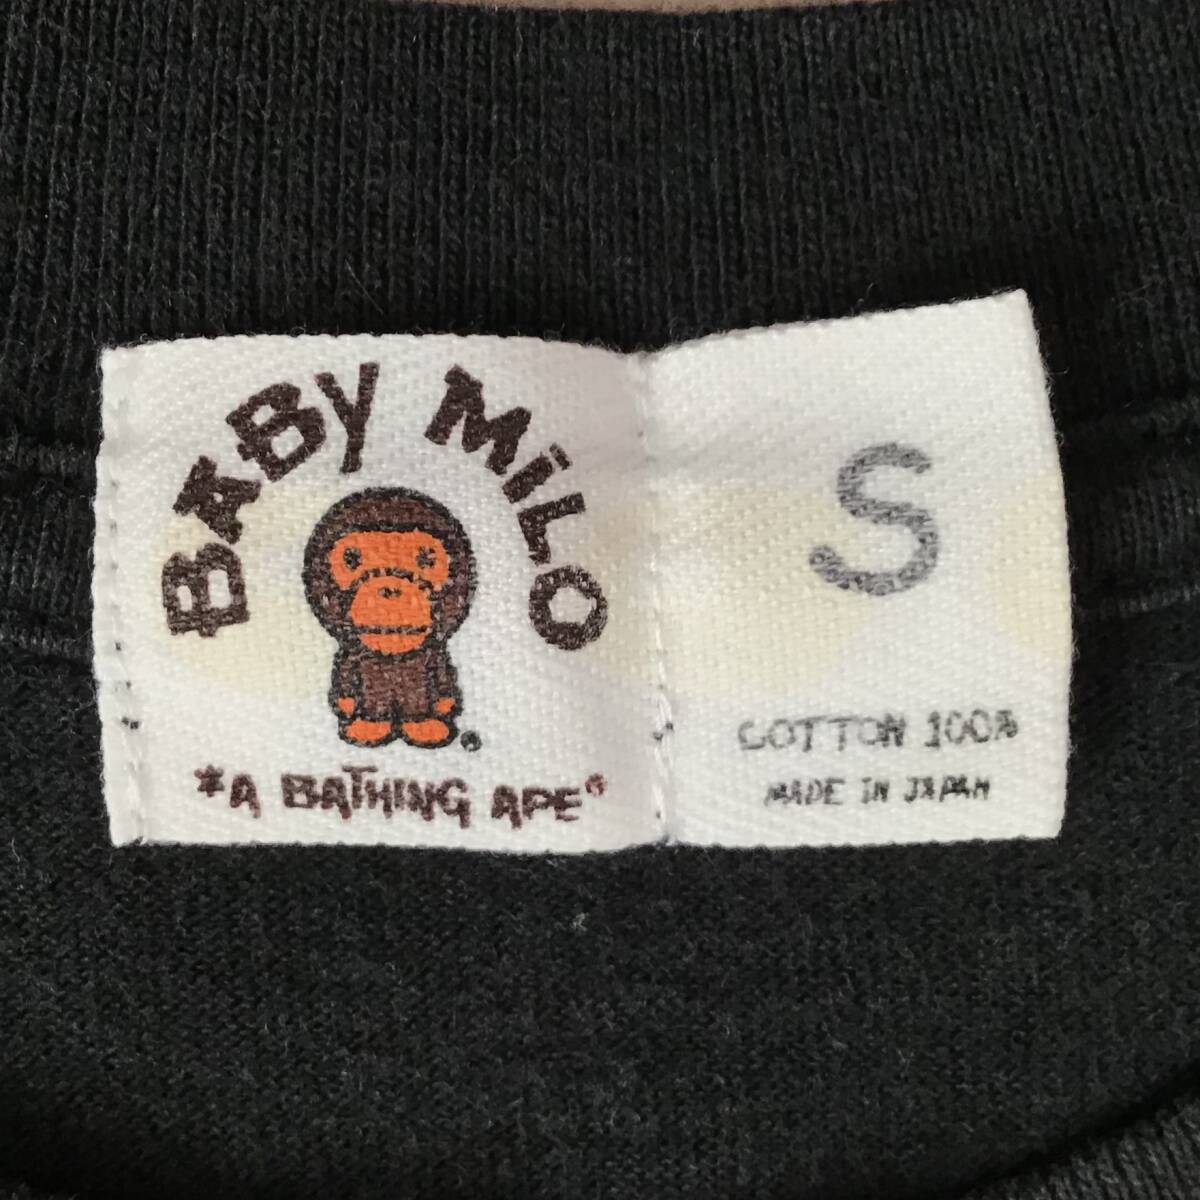 BABY MiLO
*A BATHING APE*
S
COTTON 100%
MADE IN JAPAN